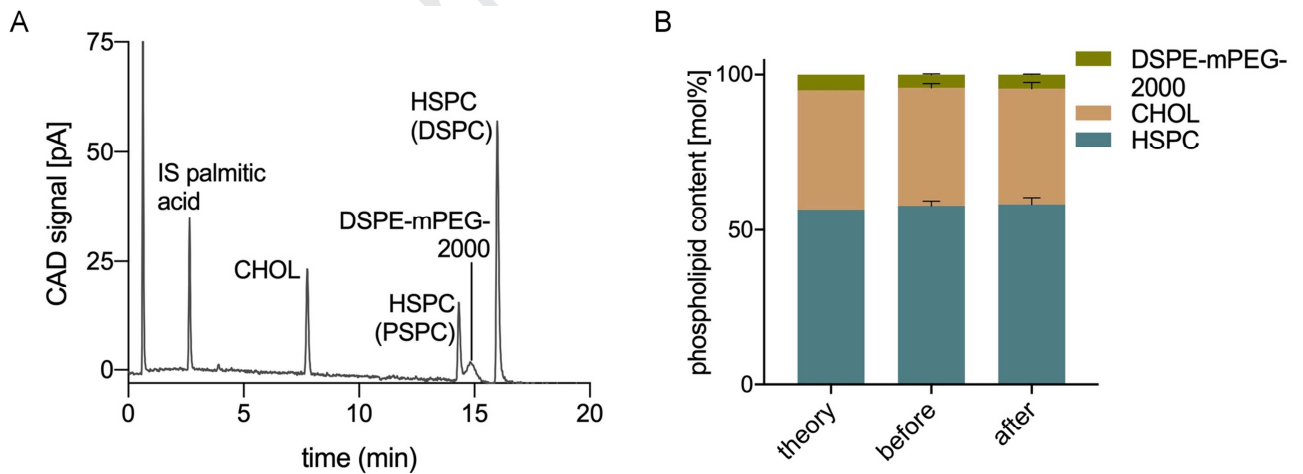 A
CAD signal [pA]
75
50
25
0
IS palmitic
acid
CHOL
HSPC
(DSPC)
DSPE-mPEG-
2000
HSPC
(PSPC)
0 5 10 15 20
time (min)
B
phospholipid content [mol%]
100
50
0
theory
before
after
DSPE-mPEG-
2000
CHOL
HSPC